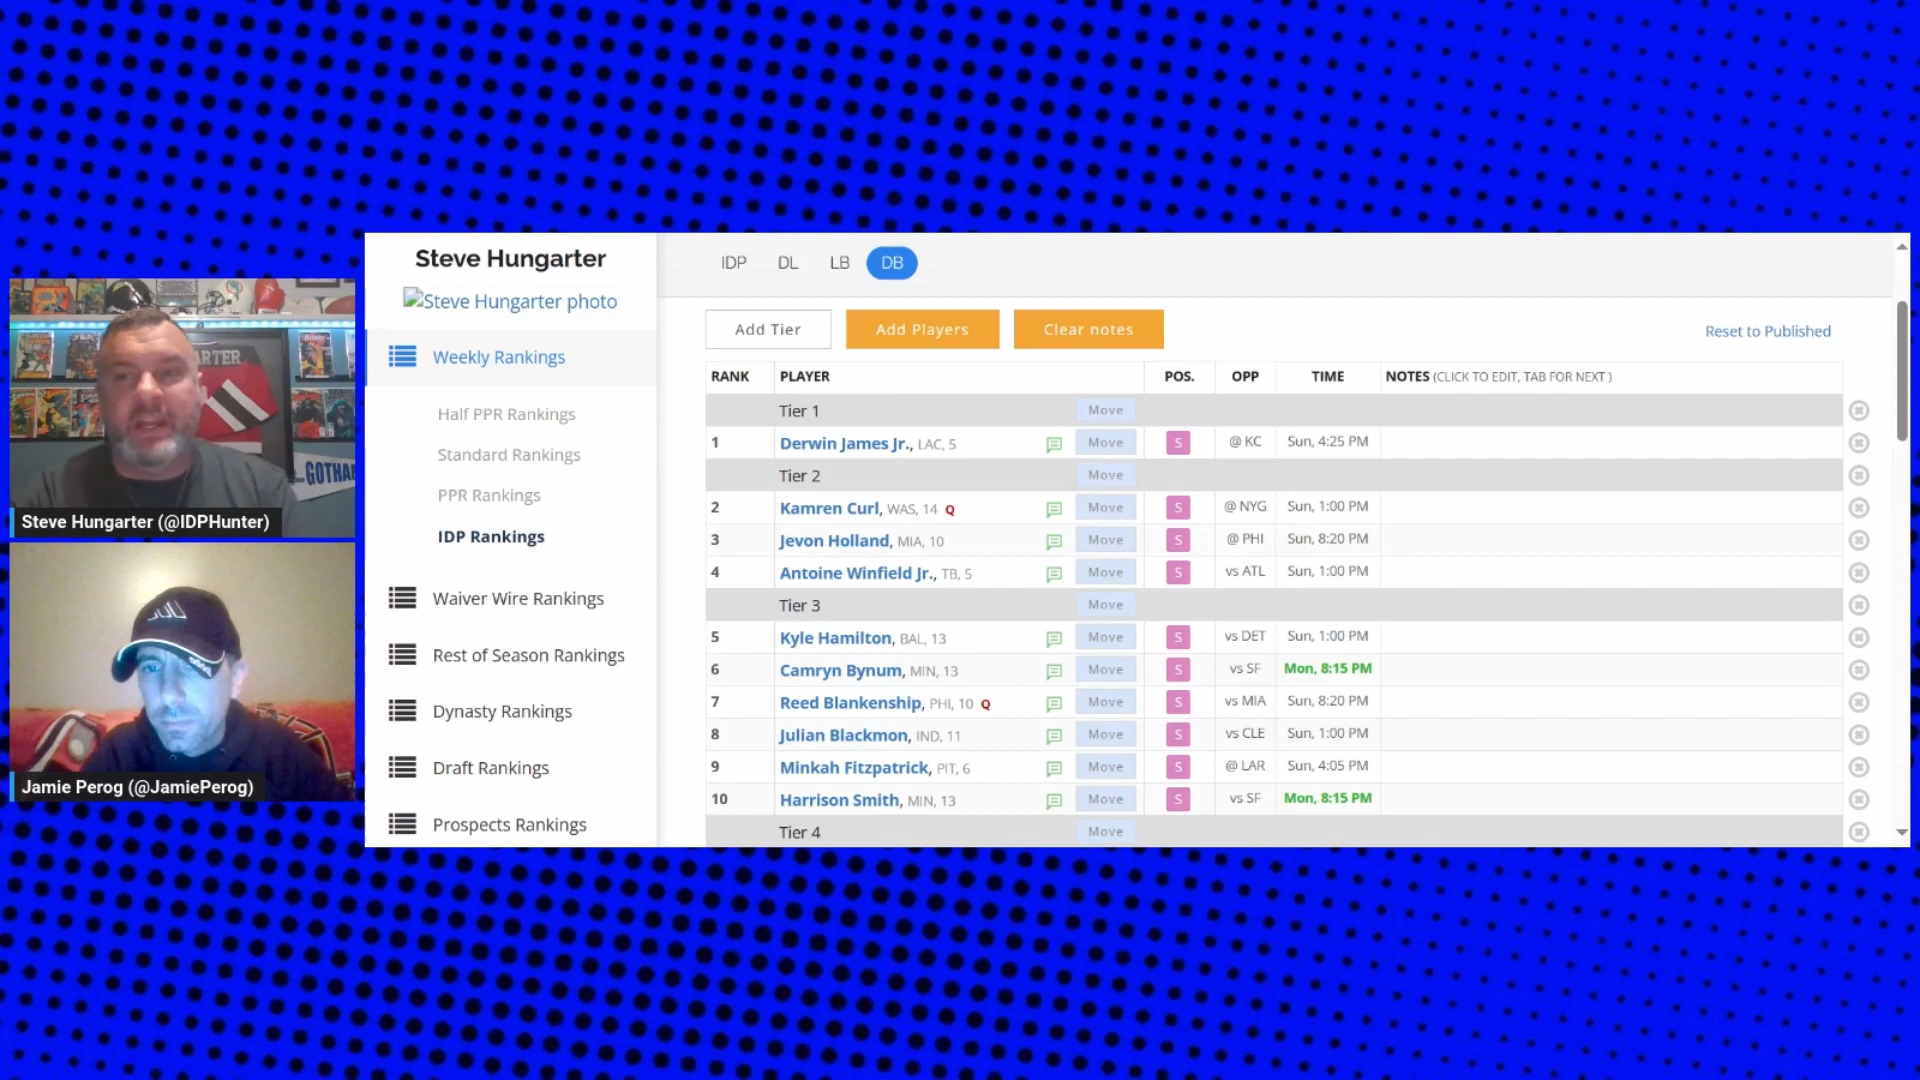 Steve Hungarter
Steve Hungarter photo
Weekly Rankings
Half PPR Rankings
Standard Rankings
PPR Rankings
IDP Rankings
Waiver Wire Rankings
Rest of Season Rankings
Dynasty Rankings
Draft Rankings
Prospects Rankings
IDP DL LB DB
Add Tier Add Players Clear notes Reset to Published
RANK PLAYER POS. OPP TIME NOTES (CLICK TO EDIT, TAB FOR NEXT )
Tier 1 Move
1 Derwin James Jr., LAC, 5 Move S @ KC Sun, 4:25 PM
Tier 2 Move
2 Kamren Curl, WAS, 14 Q Move S @ NYG Sun, 1:00 PM
3 Jevon Holland, MIA, 10 Move S @ PHI Sun, 8:20 PM
4 Antoine Winfield Jr., TB, 5 Move S vs ATL Sun, 1:00 PM
Tier 3 Move
5 Kyle Hamilton, BAL, 13 Move S vs DET Sun, 1:00 PM
6 Camryn Bynum, MIN, 13 Move S vs SF Mon, 8:15 PM
7 Reed Blankenship, PHI, 10 Q Move S vs MIA Sun, 8:20 PM
8 Julian Blackmon, IND, 11 Move S vs CLE Sun, 1:00 PM
9 Minkah Fitzpatrick, PIT, 6 Move S @ LAR Sun, 4:05 PM
10 Harrison Smith, MIN, 13 Move S vs SF Mon, 8:15 PM
Tier 4 Move
GOTHA
Steve Hungarter (@IDPHunter)
Jamie Perog (@JamiePerog)